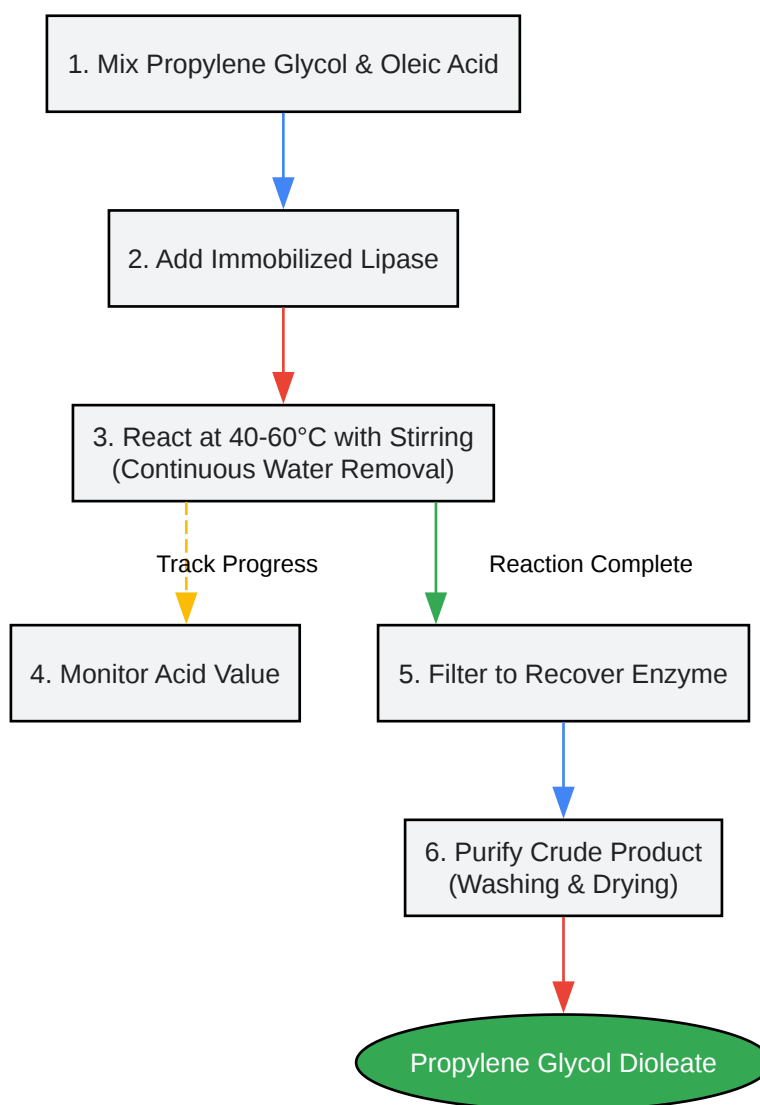 1. Mix Propylene Glycol & Oleic Acid
2. Add Immobilized Lipase
3. React at 40-60°C with Stirring
(Continuous Water Removal)
Track Progress
Reaction Complete
4. Monitor Acid Value
5. Filter to Recover Enzyme
6. Purify Crude Product
(Washing & Drying)
Propylene Glycol Dioleate